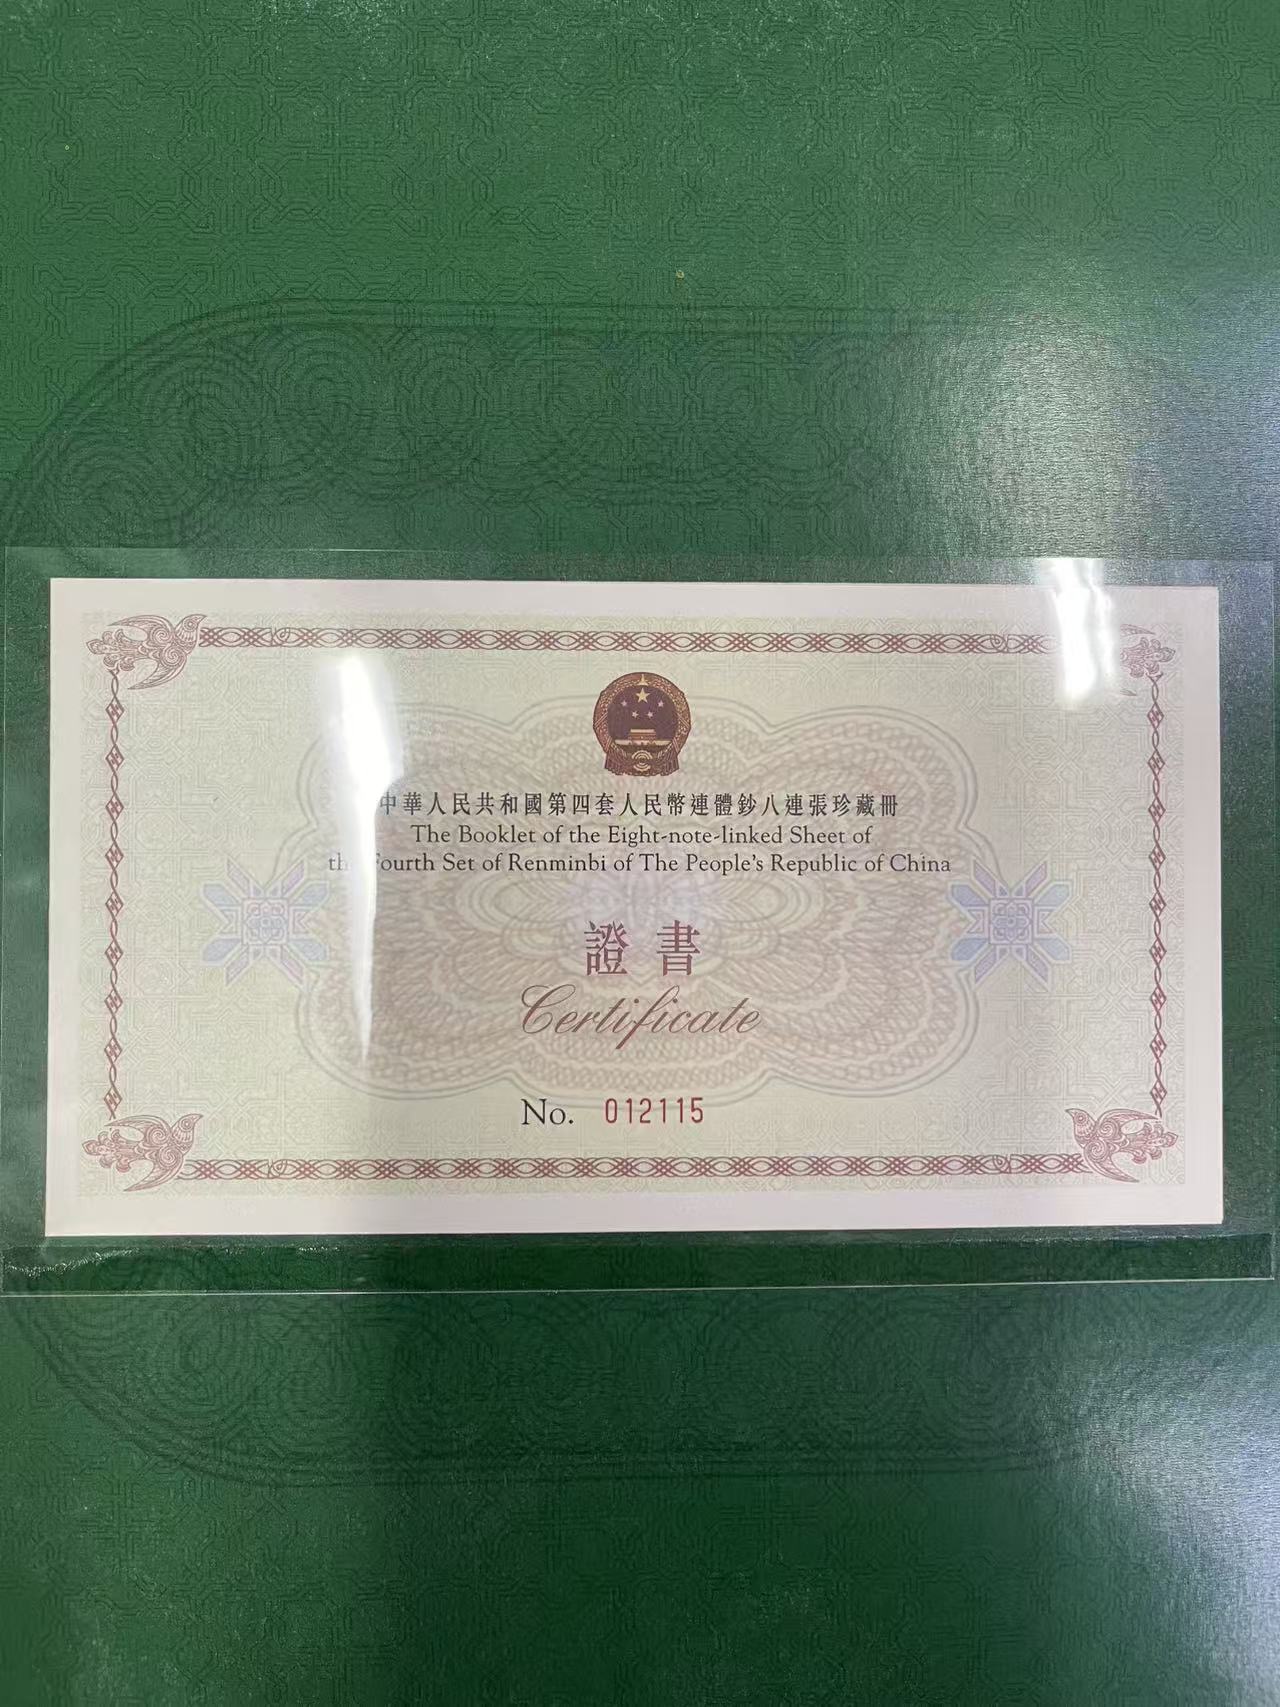 中華人民共和國第四套人民幣連體鈔八連張珍藏冊
The Booklet of the Eight-note-linked Sheet of
the Fourth Set of Renminbi of The People's Republic of China
證書
Certificate
No. 012115